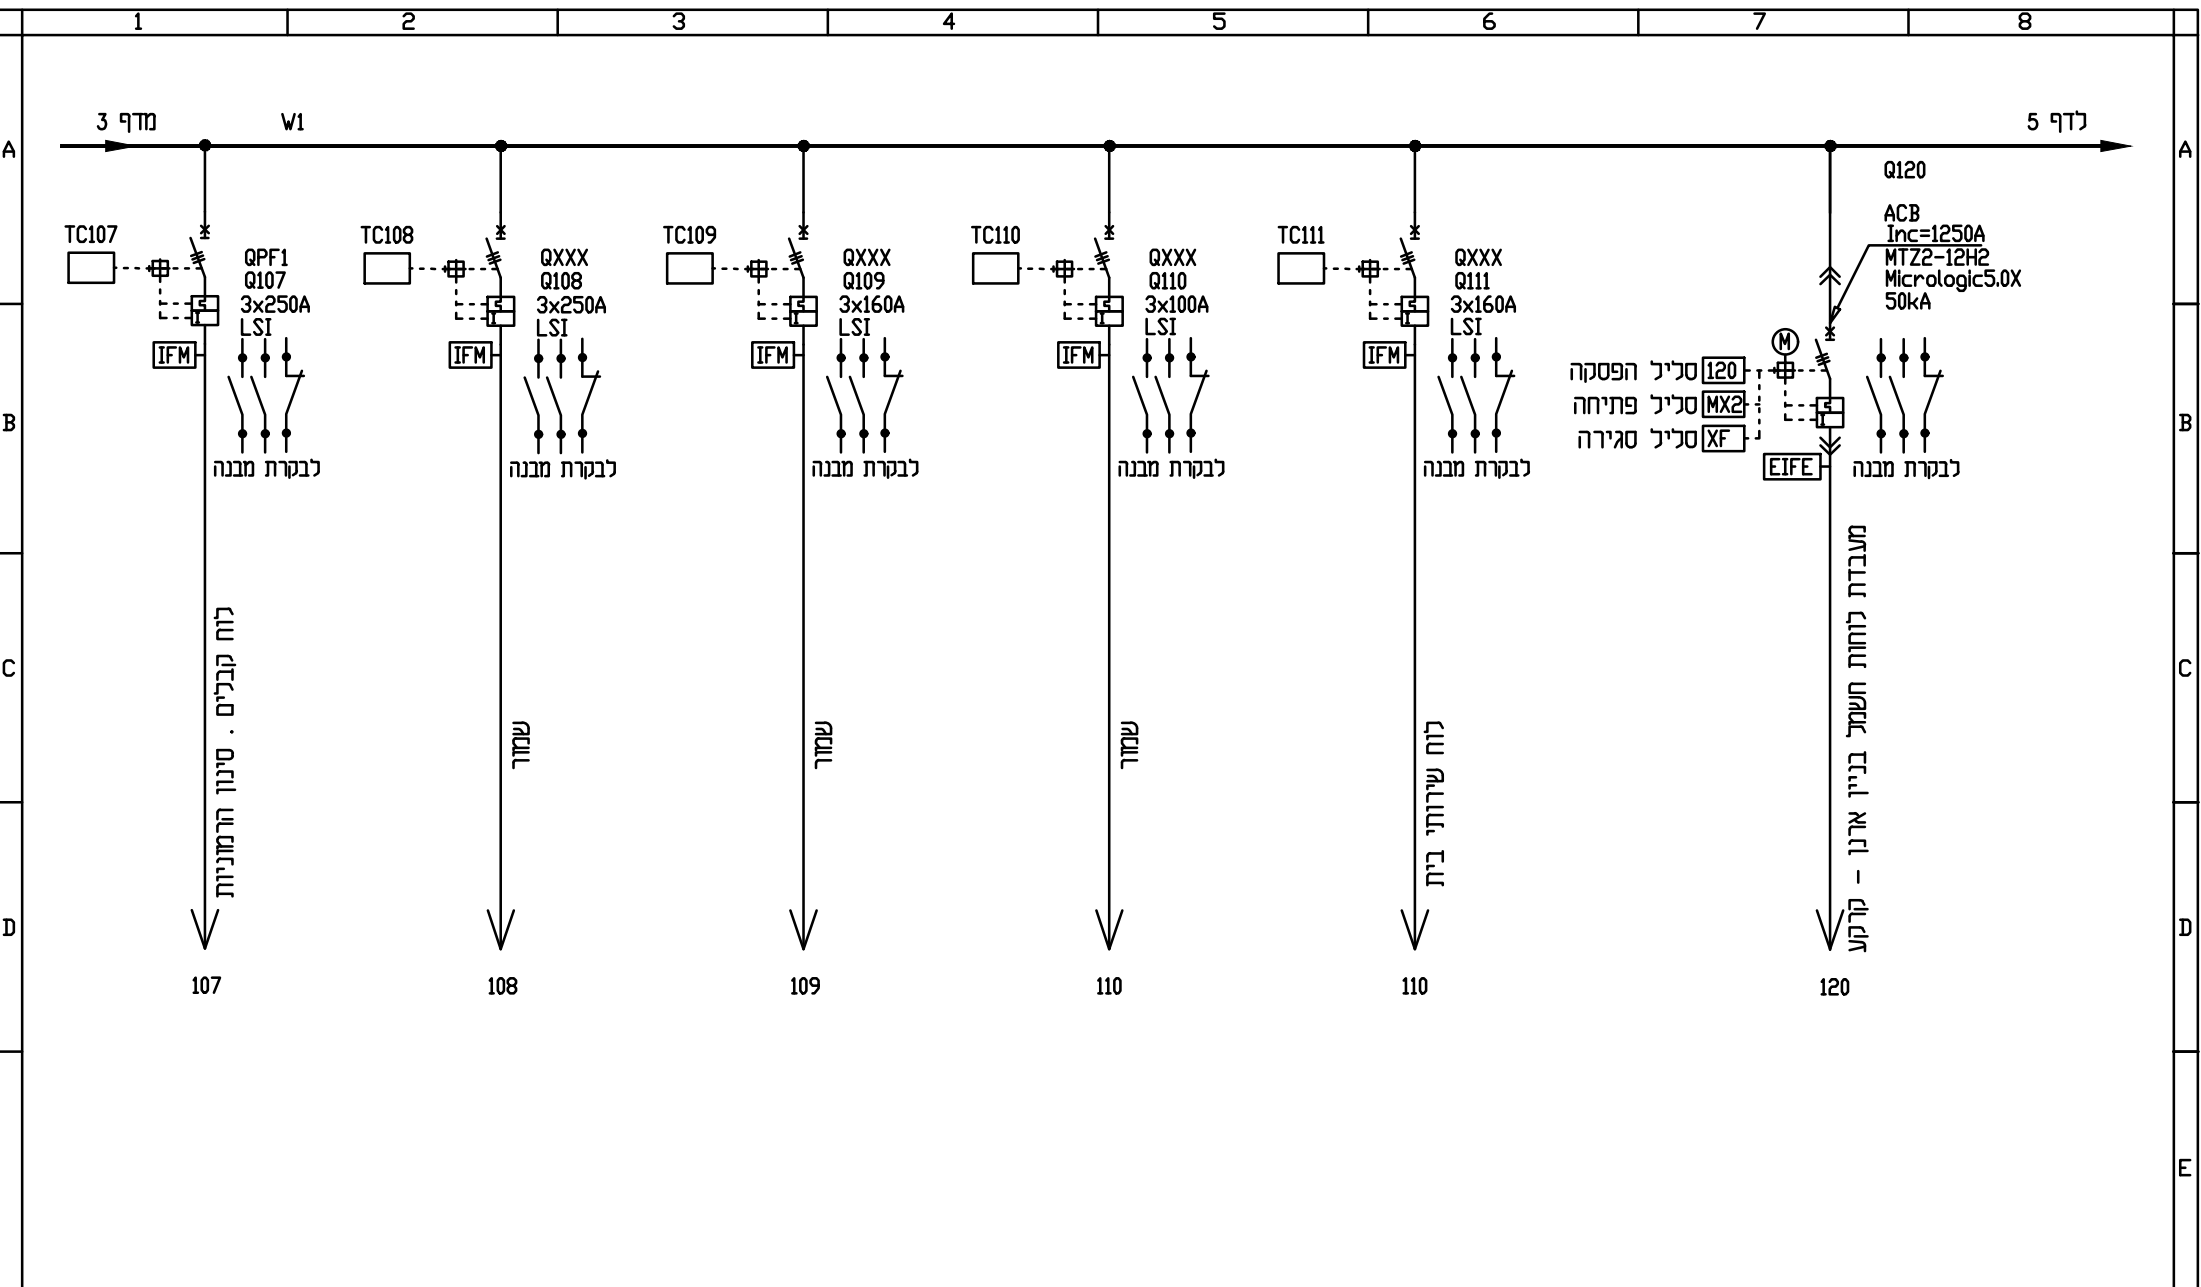 1 2 3 4 5 6 7 8
A
A
B
B
C
C
D
D
E
מדף 3
W1
לדף 5
TC107
QPF1
Q107
3x250A
LSI
IFM
לבקרת מבנה
לוח קבלים . סינון הרמוניות
107
TC108
QXXX
Q108
3x250A
LSI
IFM
לבקרת מבנה
שמור
108
TC109
QXXX
Q109
3x160A
LSI
IFM
לבקרת מבנה
שמור
109
TC110
QXXX
Q110
3x100A
LSI
IFM
לבקרת מבנה
שמור
110
TC111
QXXX
Q111
3x160A
LSI
IFM
לבקרת מבנה
לוח שירותי בית
110
Q120
ACB
Inc=1250A
MTZ2-12H2
Micrologic5.0X
50kA
M
סליל הפסקה 120
סליל פתיחה MX2
סליל סגירה XF
EIFE
לבקרת מבנה
מעבדת לוחות חשמל בניין ארנון - קרקע
120